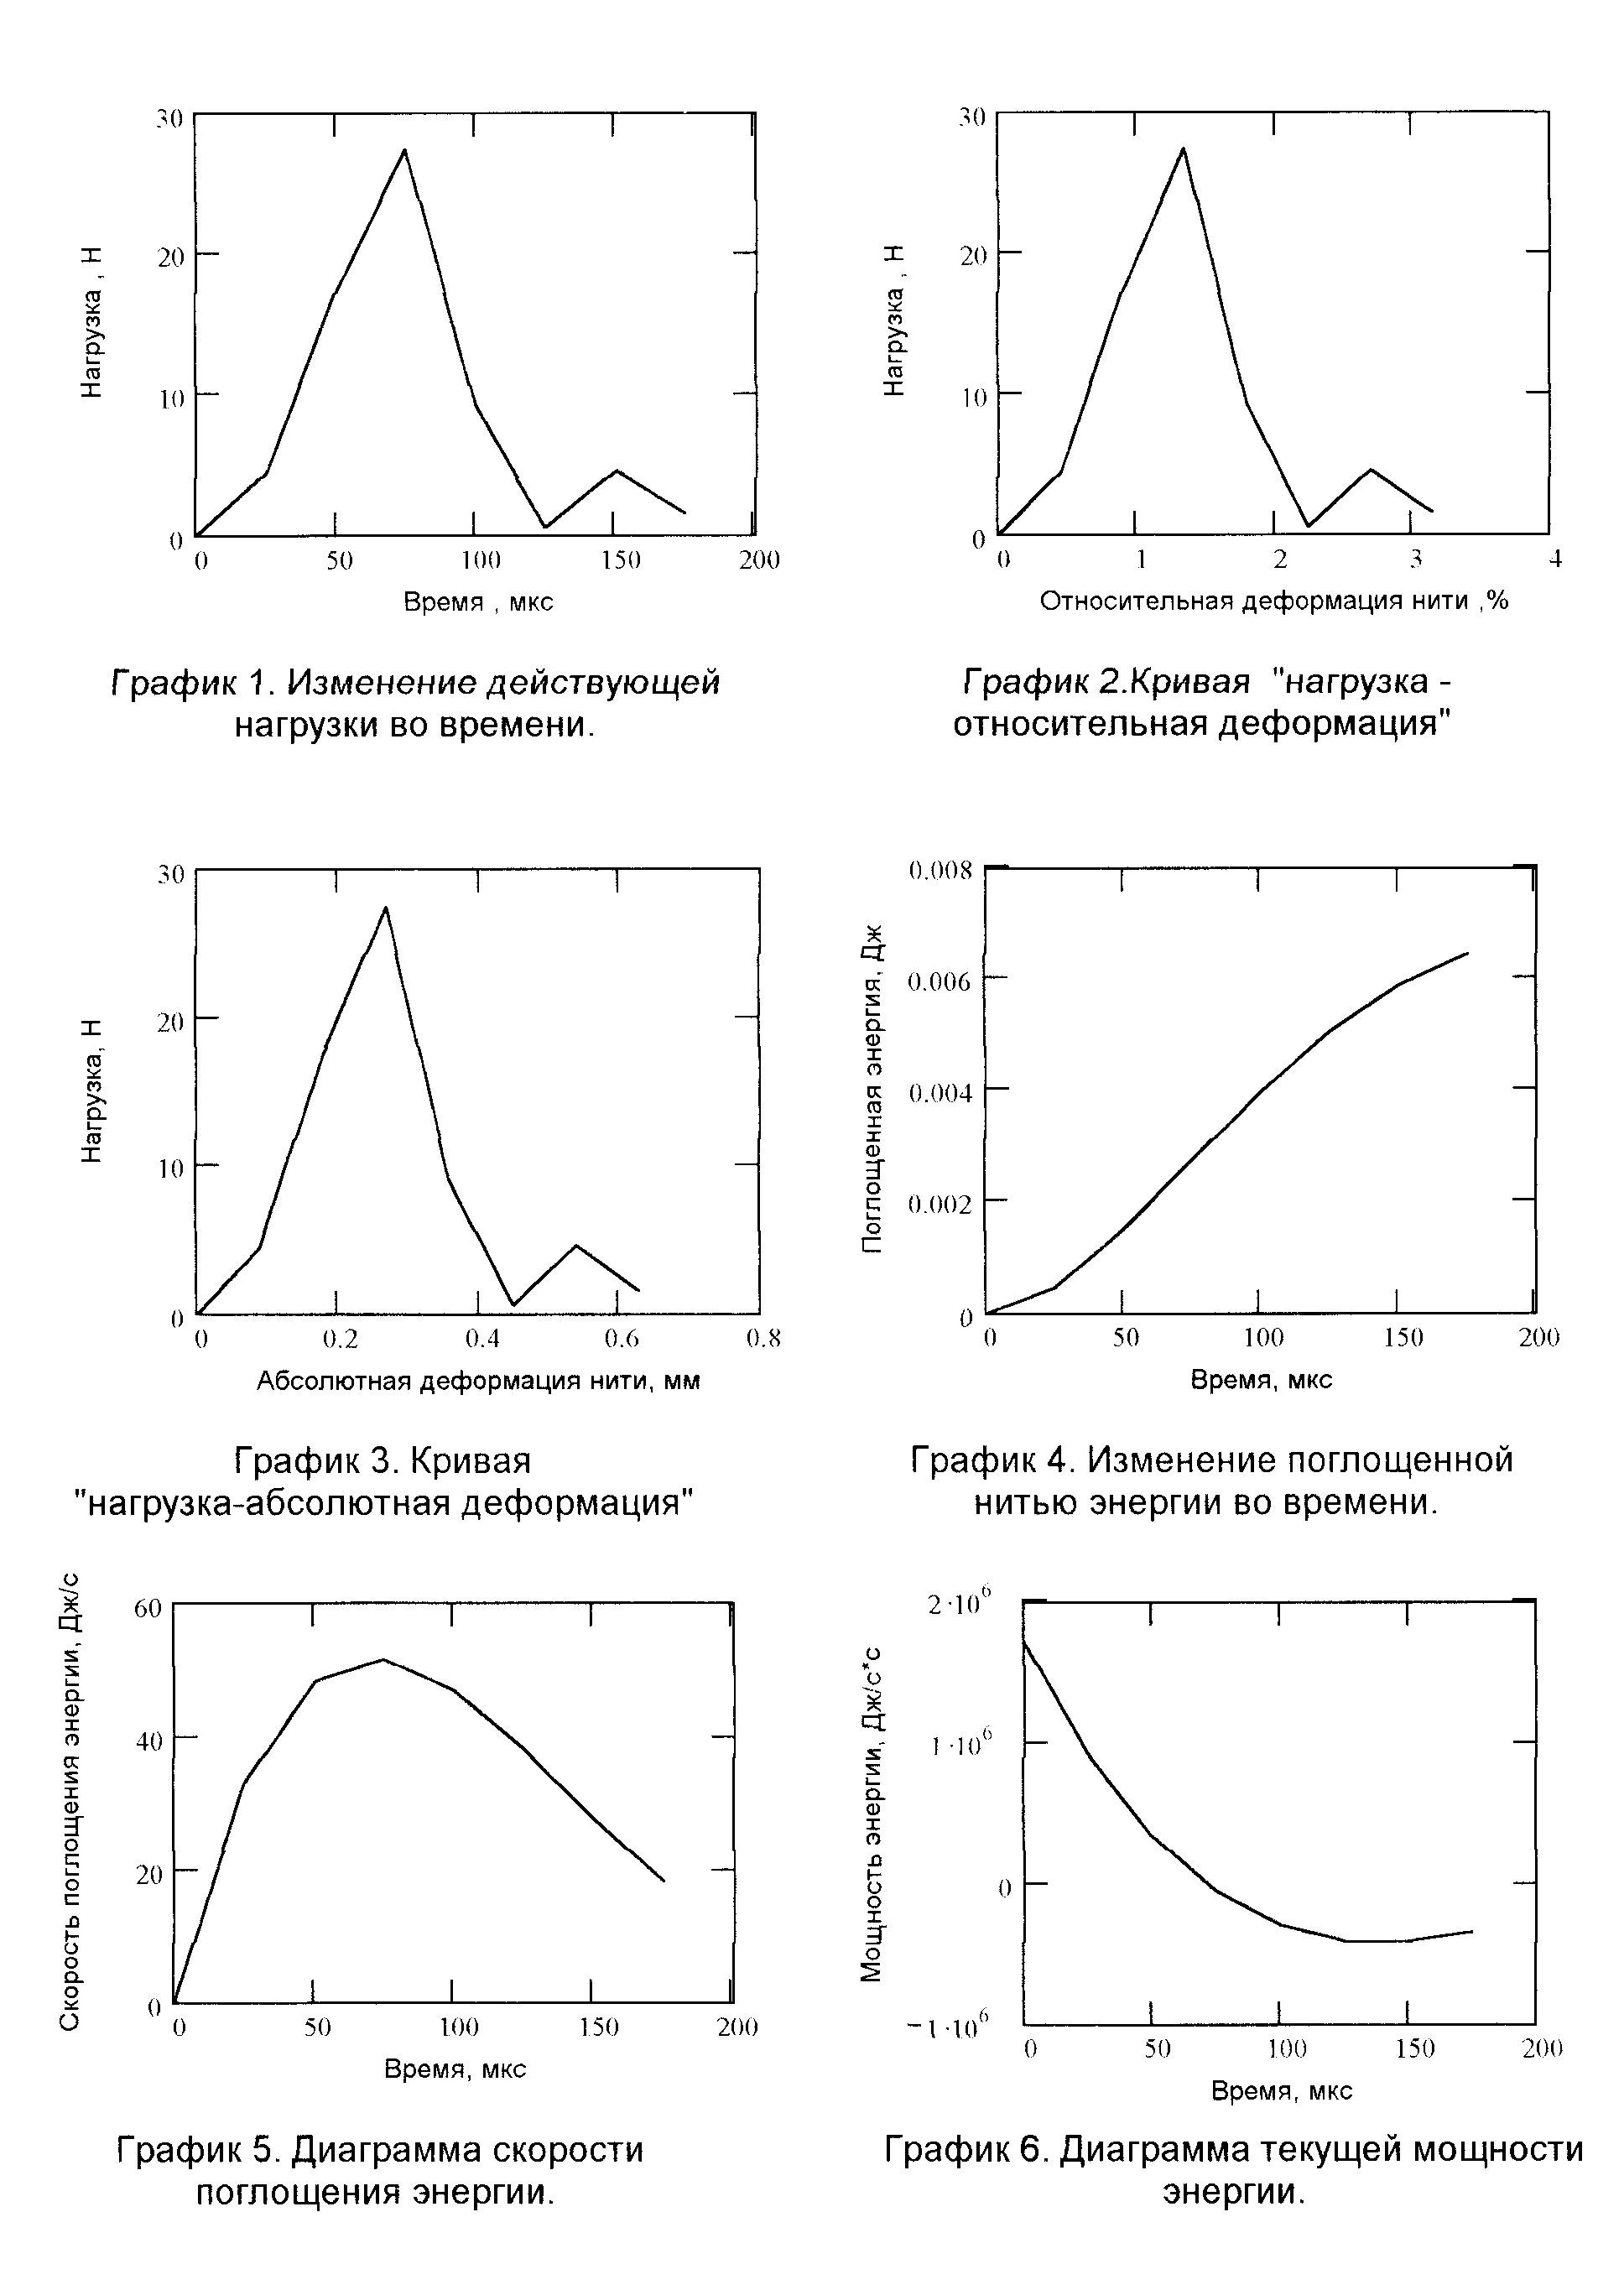 30
20
10
0
Нагрузка , Н
0 50 100 150 200
Время , мкс
График 1. Изменение действующей
нагрузки во времени.
30
20
10
0
Нагрузка , Н
0 1 2 3 4
Относительная деформация нити ,%
График 2.Кривая "нагрузка -
относительная деформация"
30
20
10
0
Нагрузка, Н
0 0.2 0.4 0.6 0.8
Абсолютная деформация нити, мм
График 3. Кривая
"нагрузка-абсолютная деформация"
0.008
0.006
0.004
0.002
0
Поглощенная энергия, Дж
0 50 100 150 200
Время, мкс
График 4. Изменение поглощенной
нитью энергии во времени.
60
40
20
0
Скорость поглощения энергии, Дж/с
0 50 100 150 200
Время, мкс
График 5. Диаграмма скорости
поглощения энергии.
2·10⁶
1·10⁶
0
−1·10⁶
Мощность энергии, Дж/с*с
0 50 100 150 200
Время, мкс
График 6. Диаграмма текущей мощности
энергии.